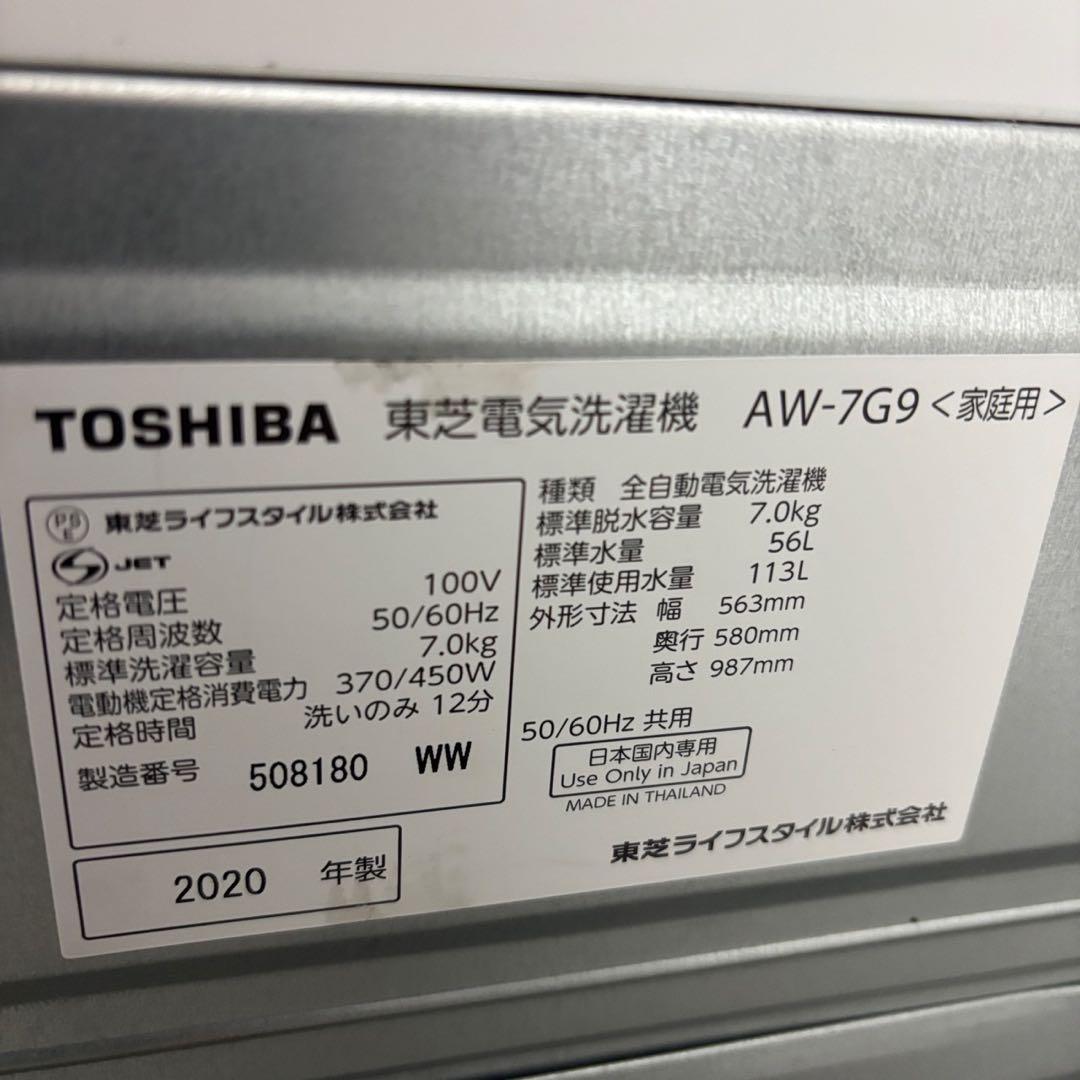 TOSHIBA 東芝電気洗濯機 AW-7G9 <家庭用>
PSE 東芝ライフスタイル株式会社
JET
定格電圧 100V
定格周波数 50/60Hz
標準洗濯容量 7.0kg
電動機定格消費電力 370/450W
定格時間 洗いのみ 12分
製造番号 508180 WW
2020 年製
種類 全自動電気洗濯機
標準脱水容量 7.0kg
標準水量 56L
標準使用水量 113L
外形寸法 幅 563mm
奥行 580mm
高さ 987mm
50/60Hz 共用
日本国内専用
Use Only in Japan
MADE IN THAILAND
東芝ライフスタイル株式会社